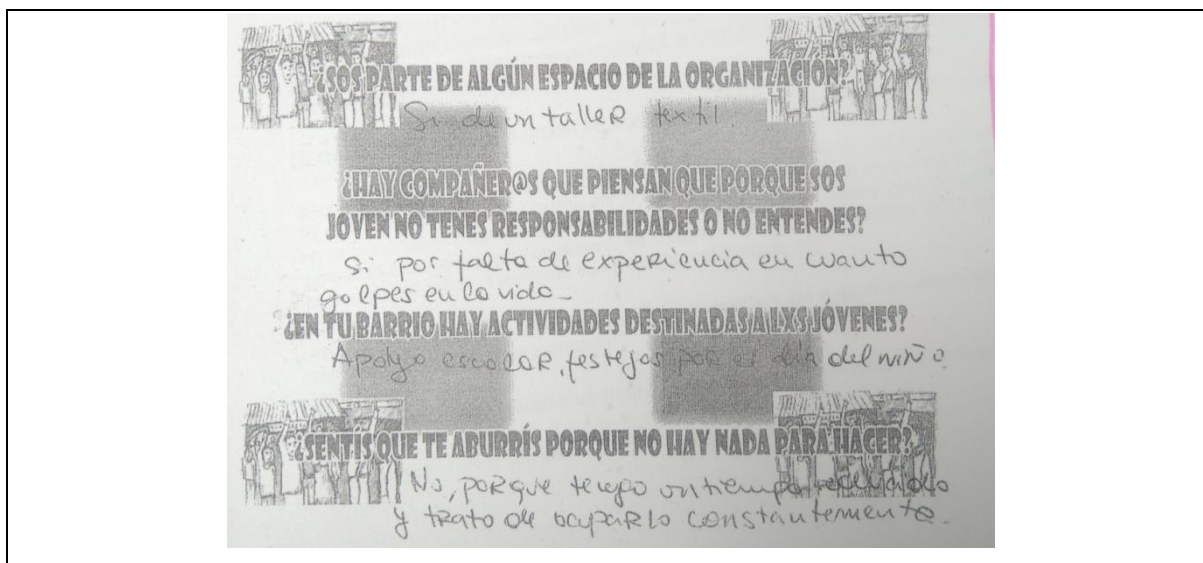 ¿SOS PARTE DE ALGÚN ESPACIO DE LA ORGANIZACIÓN?
Si de un talleR textil.
¿HAY COMPAÑER@S QUE PIENSAN QUE PORQUE SOS
JOVEN NO TENES RESPONSABILIDADES O NO ENTENDES?
Si por falta de expeRiencia en cuanto
golpes en la vida_
¿EN TU BARRIO HAY ACTIVIDADES DESTINADAS A LXS JÓVENES?
Apoyo escolaR, festejos poR el día del niño.
¿SENTIS QUE TE ABURRÍS PORQUE NO HAY NADA PARA HACER?
No, poRque tengo un tiempo
y tRato de ocupaRlo constantemente_